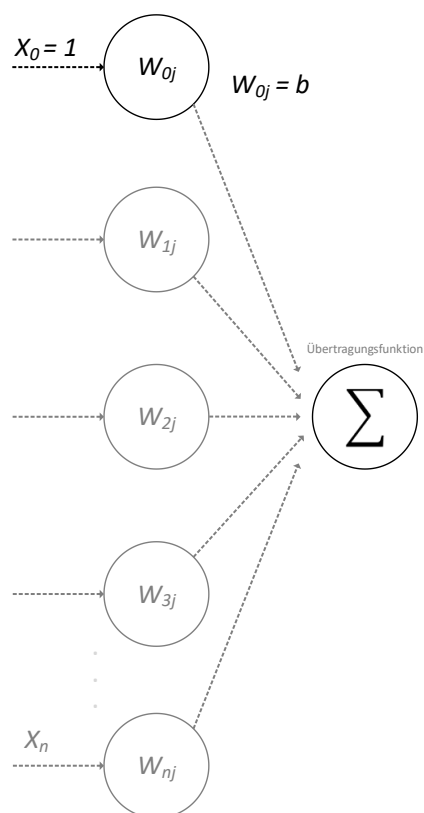 X₀ = 1
W₀ⱼ
W₀ⱼ = b
W₁ⱼ
Übertragungsfunktion
W₂ⱼ
∑
W₃ⱼ
Xₙ
Wₙⱼ